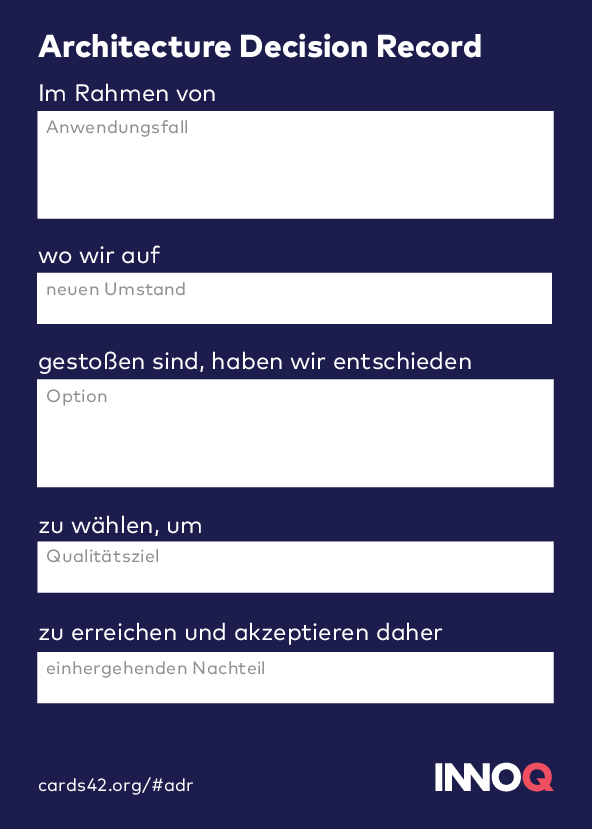 Architecture Decision Record
Im Rahmen von
Anwendungsfall
wo wir auf
neuen Umstand
gestoßen sind, haben wir entschieden
Option
zu wählen, um
Qualitätsziel
zu erreichen und akzeptieren daher
einhergehenden Nachteil
cards42.org/#adr
INNOQ